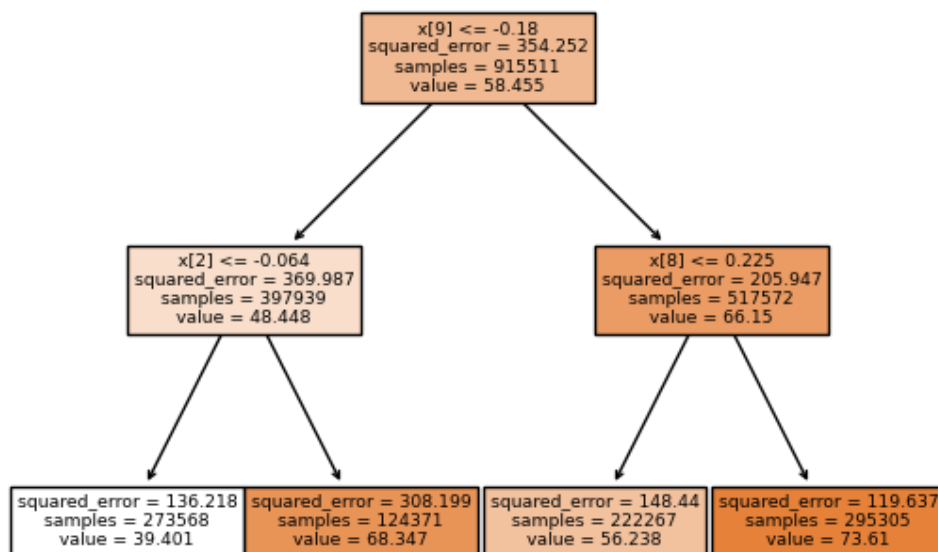 x[9] <= -0.18
squared_error = 354.252
samples = 915511
value = 58.455
x[2] <= -0.064
squared_error = 369.987
samples = 397939
value = 48.448
x[8] <= 0.225
squared_error = 205.947
samples = 517572
value = 66.15
squared_error = 136.218
samples = 273568
value = 39.401
squared_error = 308.199
samples = 124371
value = 68.347
squared_error = 148.44
samples = 222267
value = 56.238
squared_error = 119.637
samples = 295305
value = 73.61